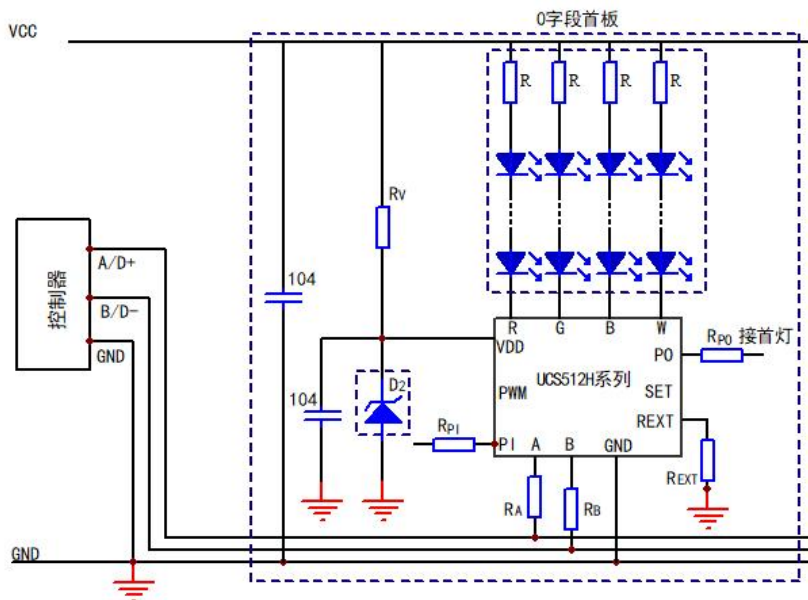 0字段首板
VCC
R R R R
RV
A/D+
104
B/D-
控制器
GND
R G B W
VDD
RPO 接首灯
PO
D2
UCS512H系列
104
PWM
SET
RPI
REXT
PI A B GND
REXT
RA
RB
GND